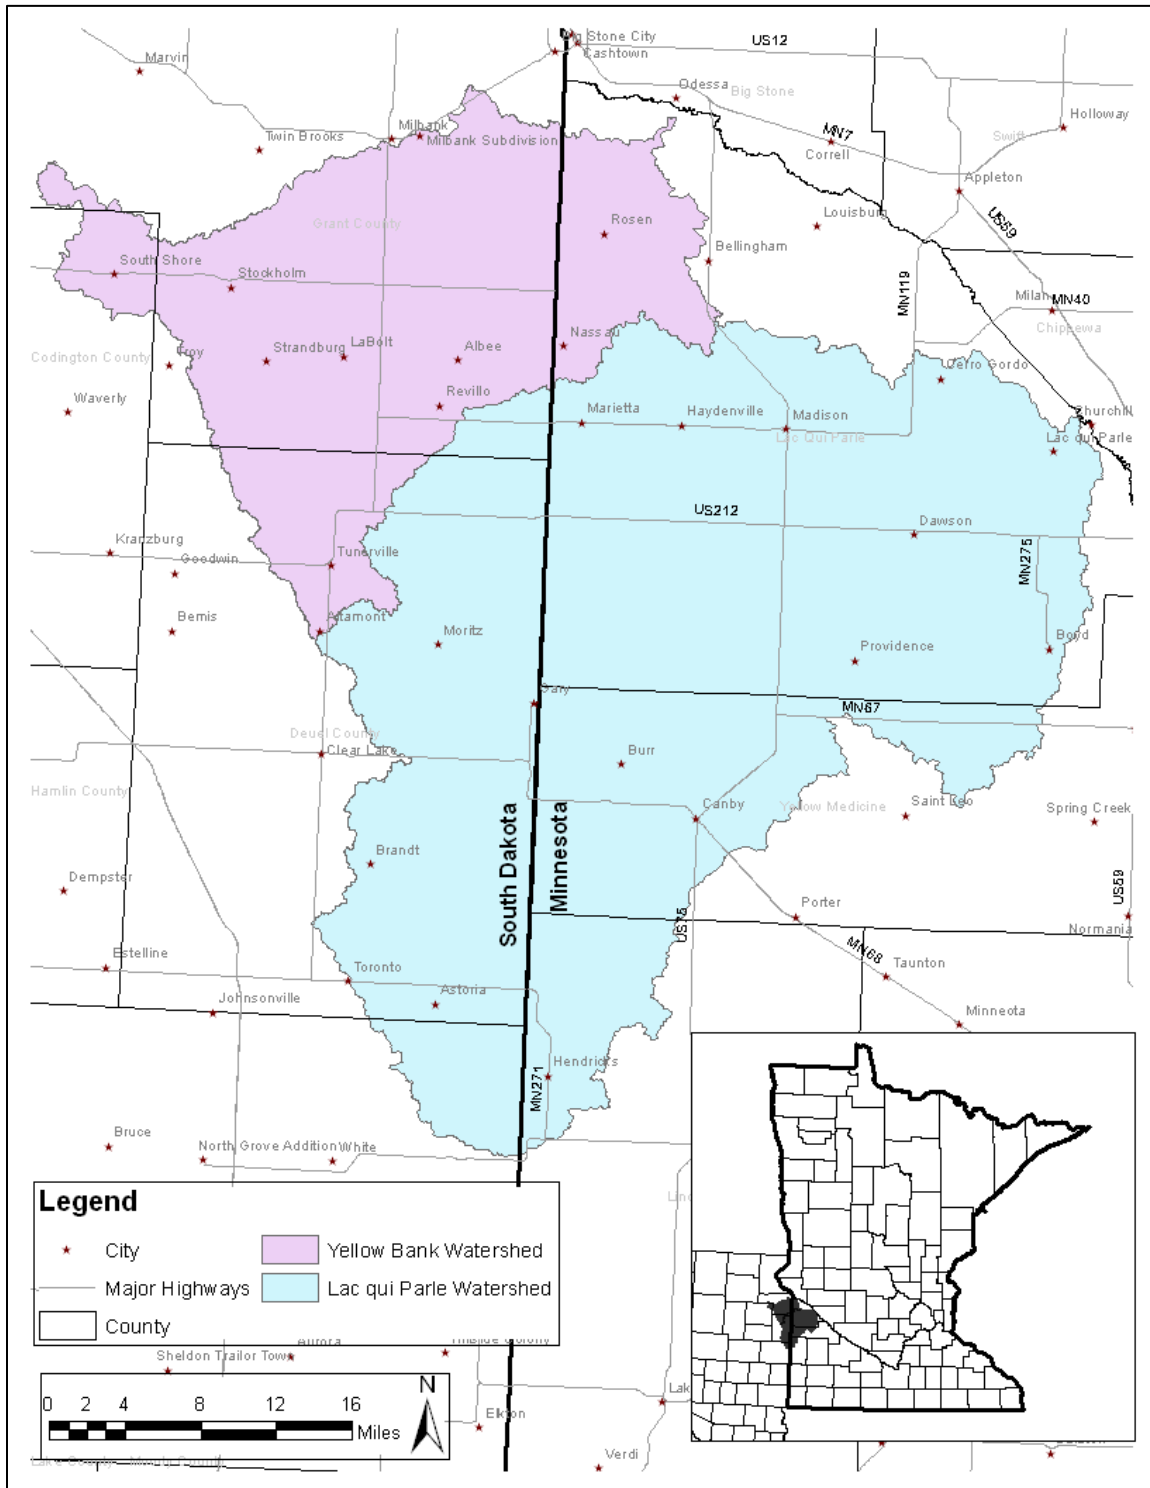 Big Stone City
US12
Cashtown
Marvin
Odessa
Big Stone
Holloway
Milbank
Twin Brooks
Milbank Subdivision
MN7
Swift
Correll
Appleton
Grant County
Rosen
Louisburg
US59
Bellingham
South Shore
Stockholm
MN119
Milan
MN40
Chippewa
Nassau
Codington County
Troy
Strandburg
LaBolt
Albee
Cerro Gordo
Waverly
Revillo
Marietta
Haydenville
Madison
Churchill
Lac Qui Parle
Lac qui Parle
US212
Dawson
Kranzburg
Goodwin
Tunerville
MN275
Bemis
Altamont
Moritz
Providence
Boyd
Gary
MN67
Deuel County
Clear Lake
Burr
Hamlin County
Canby
Yellow Medicine
Saint Leo
Spring Creek
South Dakota
Minnesota
Brandt
Dempster
US59
Porter
US75
Normania
MN68
Estelline
Toronto
Taunton
Astoria
Johnsonville
Minneota
Hendricks
MN271
Bruce
North Grove Addition
White
Legend
City
Yellow Bank Watershed
Major Highways
Lac qui Parle Watershed
County
Aurora
Sheldon Trailor Town
0 2 4 8 12 16
Miles
N
Elkton
Verdi
Lake County
Moody County